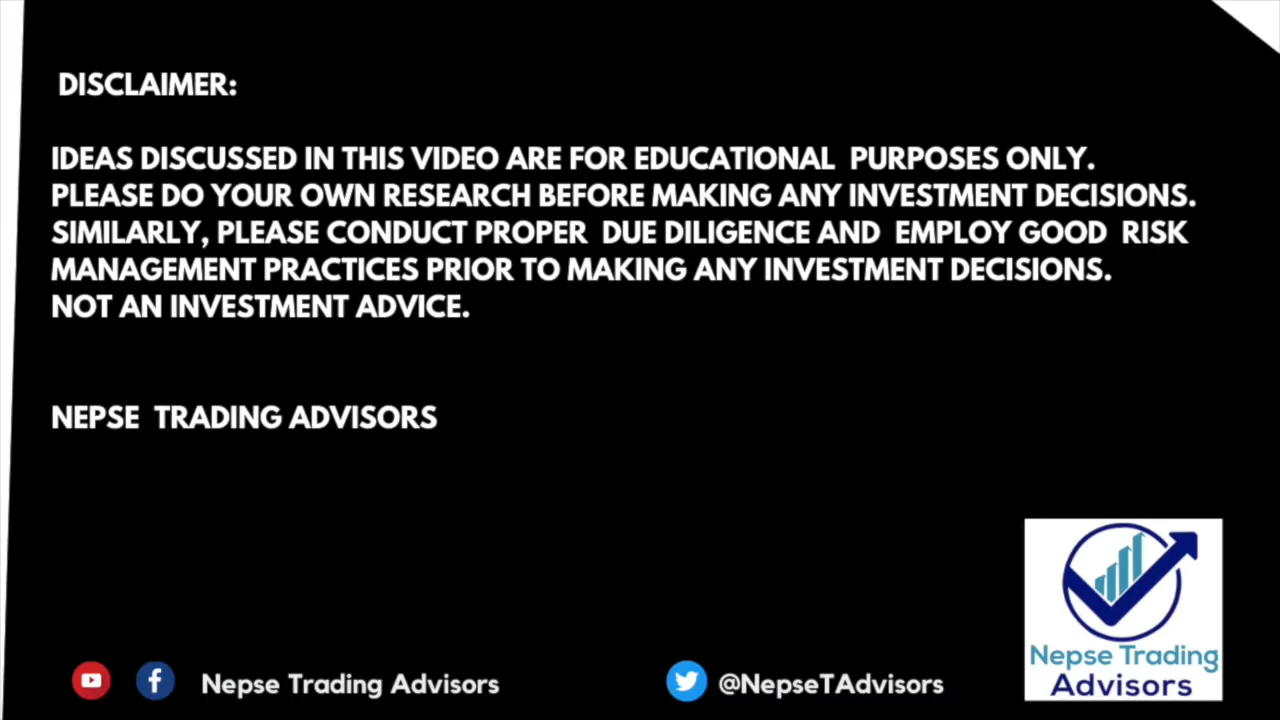 DISCLAIMER:
IDEAS DISCUSSED IN THIS VIDEO ARE FOR EDUCATIONAL PURPOSES ONLY.
PLEASE DO YOUR OWN RESEARCH BEFORE MAKING ANY INVESTMENT DECISIONS.
SIMILARLY, PLEASE CONDUCT PROPER DUE DILIGENCE AND EMPLOY GOOD RISK
MANAGEMENT PRACTICES PRIOR TO MAKING ANY INVESTMENT DECISIONS.
NOT AN INVESTMENT ADVICE.
NEPSE TRADING ADVISORS
Nepse Trading
Advisors
Nepse Trading Advisors
@NepseTAdvisors